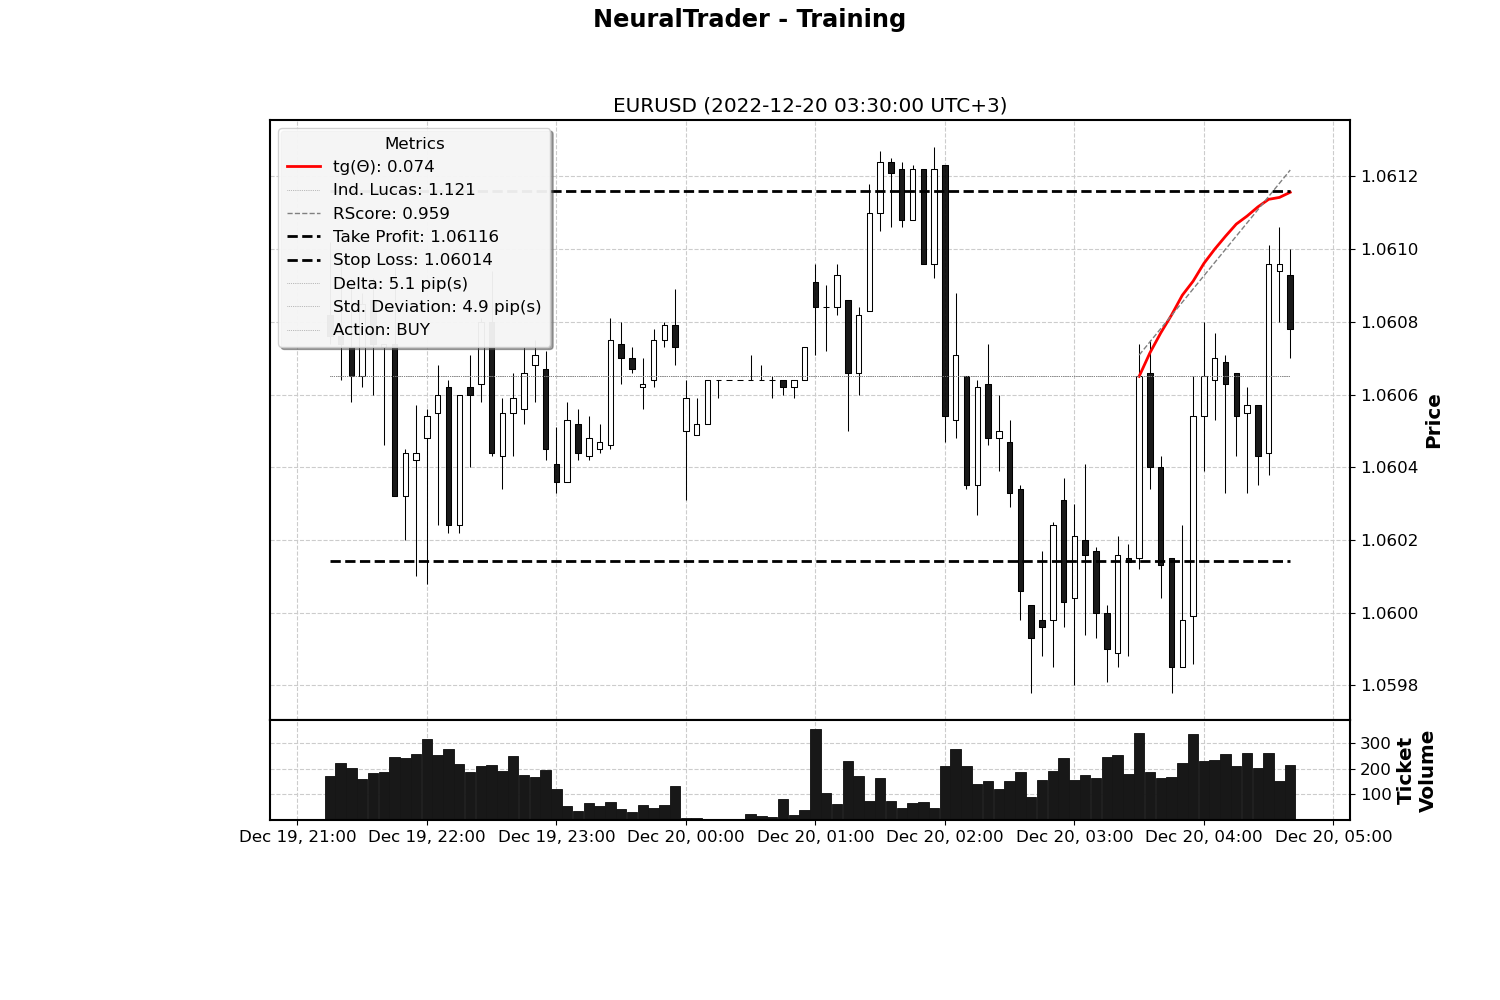 NeuralTrader - Training
EURUSD (2022-12-20 03:30:00 UTC+3)
Metrics
tg(Θ): 0.074
Ind. Lucas: 1.121
RScore: 0.959
Take Profit: 1.06116
Stop Loss: 1.06014
Delta: 5.1 pip(s)
Std. Deviation: 4.9 pip(s)
Action: BUY
1.0612
1.0610
1.0608
1.0606
1.0604
1.0602
1.0600
1.0598
Price
300
200
100
Ticket
Volume
Dec 19, 21:00 Dec 19, 22:00 Dec 19, 23:00 Dec 20, 00:00 Dec 20, 01:00 Dec 20, 02:00 Dec 20, 03:00 Dec 20, 04:00 Dec 20, 05:00